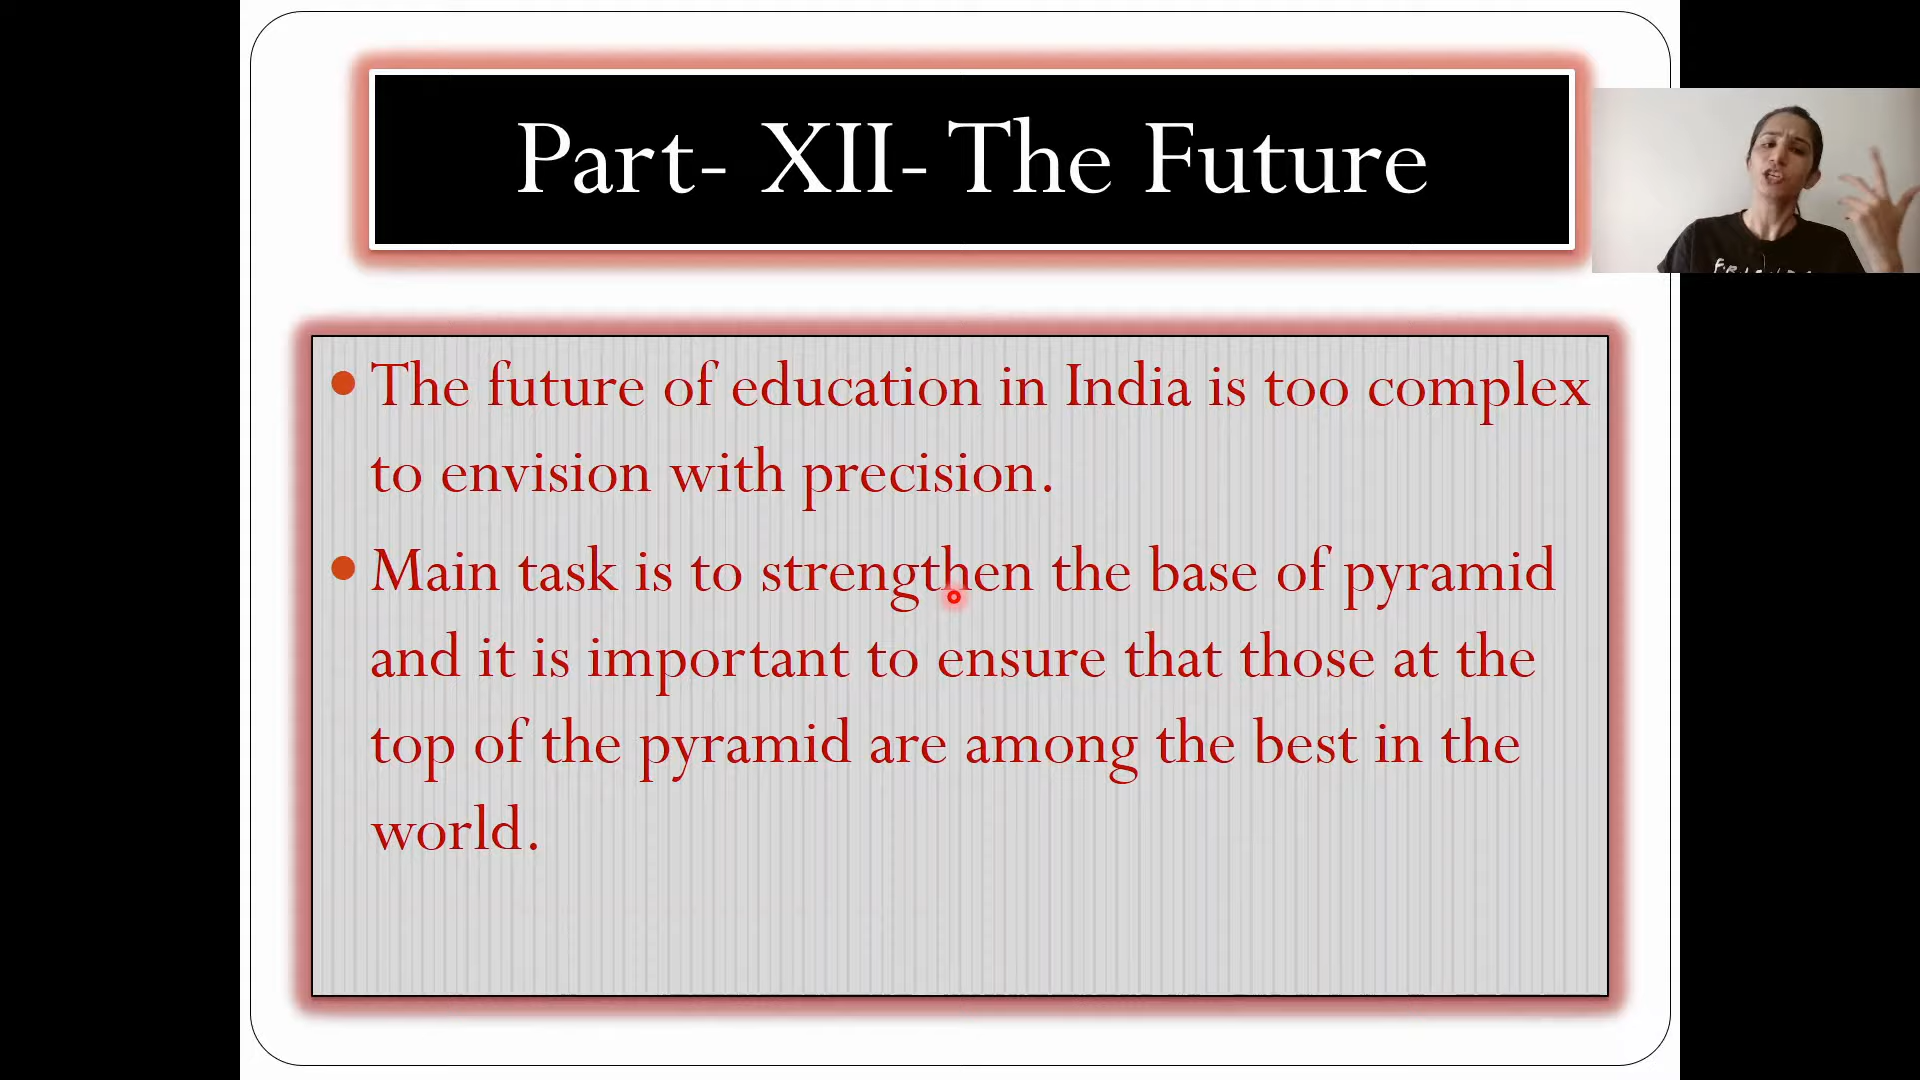 Part- XII- The Future
The future of education in India is too complex
to envision with precision.
Main task is to strengthen the base of pyramid
and it is important to ensure that those at the
top of the pyramid are among the best in the
world.